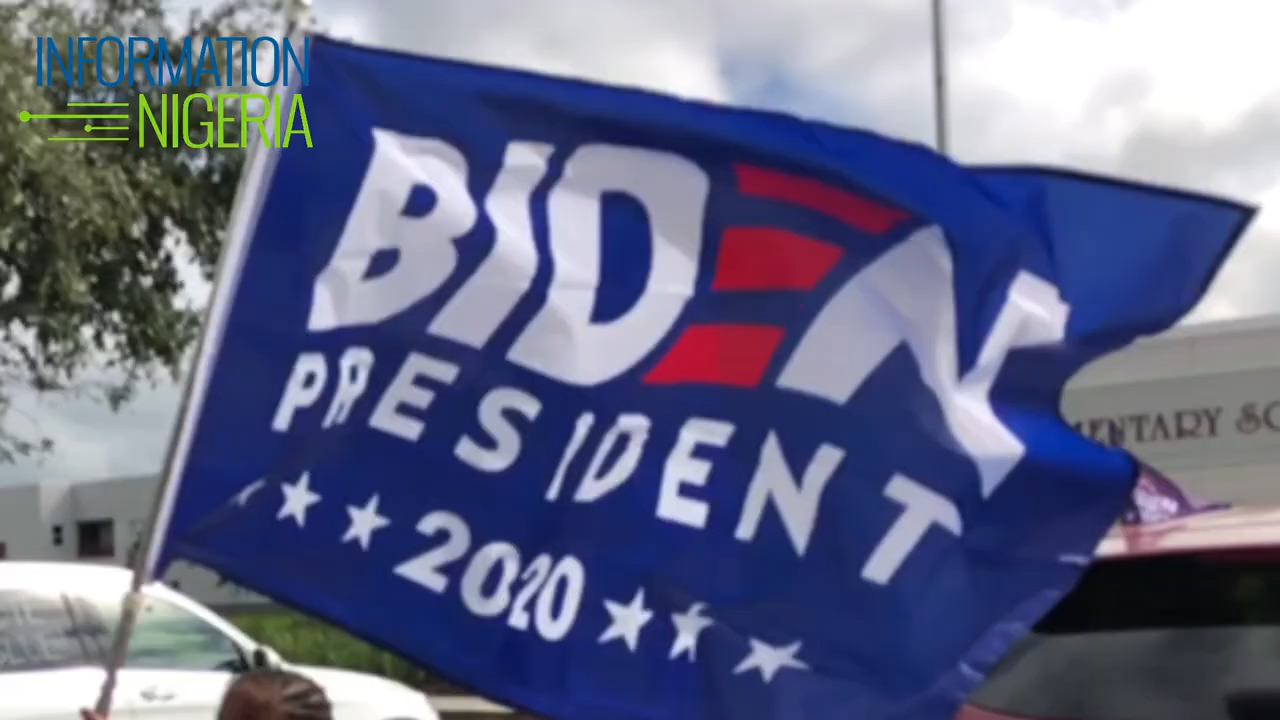 INFORMATION
NIGERIA
BIDEN
PRESIDENT
2020